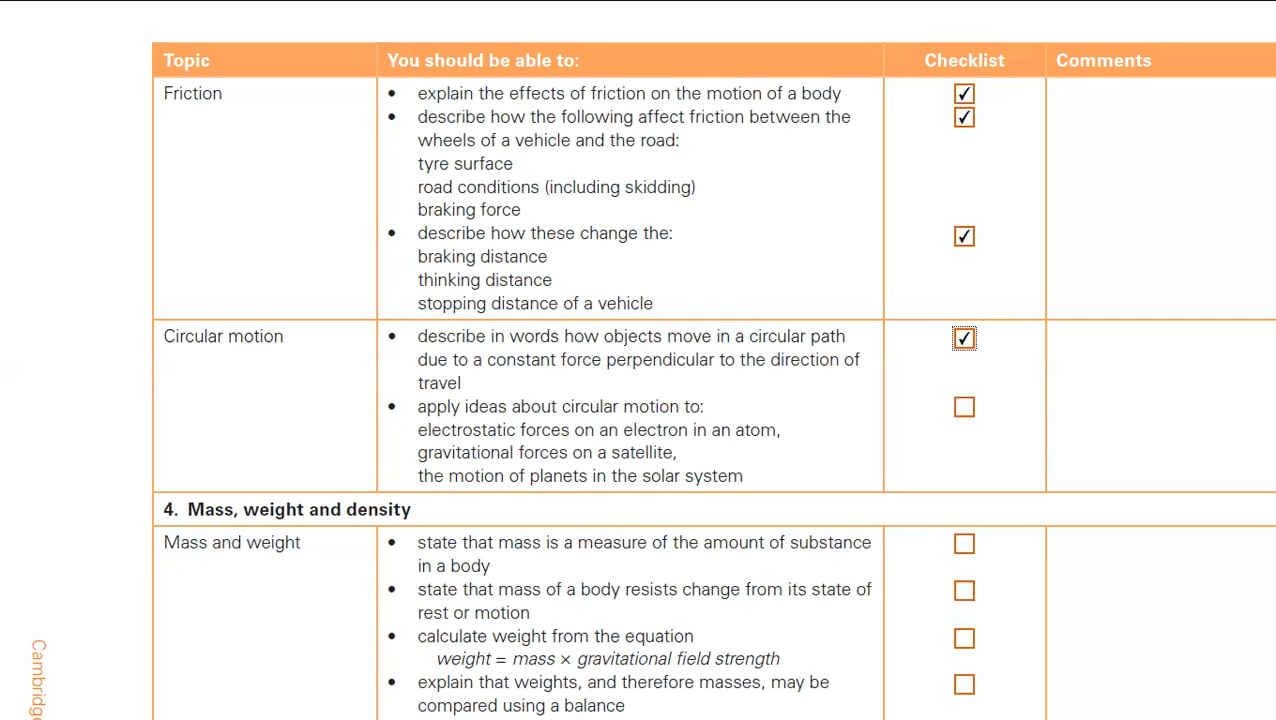 Topic You should be able to: Checklist Comments
Friction • explain the effects of friction on the motion of a body ✓
• describe how the following affect friction between the ✓
wheels of a vehicle and the road:
tyre surface
road conditions (including skidding)
braking force
• describe how these change the: ✓
braking distance
thinking distance
stopping distance of a vehicle
Circular motion • describe in words how objects move in a circular path ✓
due to a constant force perpendicular to the direction of
travel
• apply ideas about circular motion to:
electrostatic forces on an electron in an atom,
gravitational forces on a satellite,
the motion of planets in the solar system
4. Mass, weight and density
Mass and weight • state that mass is a measure of the amount of substance
in a body
• state that mass of a body resists change from its state of
rest or motion
• calculate weight from the equation
weight = mass × gravitational field strength
• explain that weights, and therefore masses, may be
compared using a balance